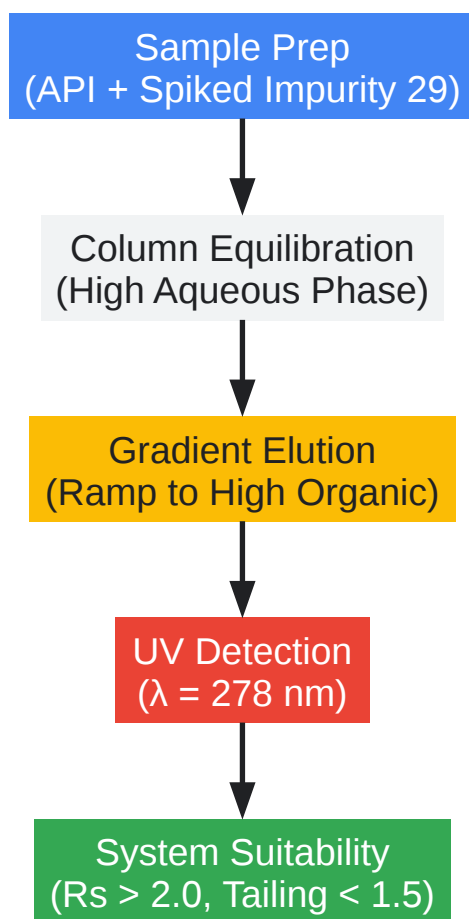 Sample Prep
(API + Spiked Impurity 29)
Column Equilibration
(High Aqueous Phase)
Gradient Elution
(Ramp to High Organic)
UV Detection
(λ = 278 nm)
System Suitability
(Rs > 2.0, Tailing < 1.5)